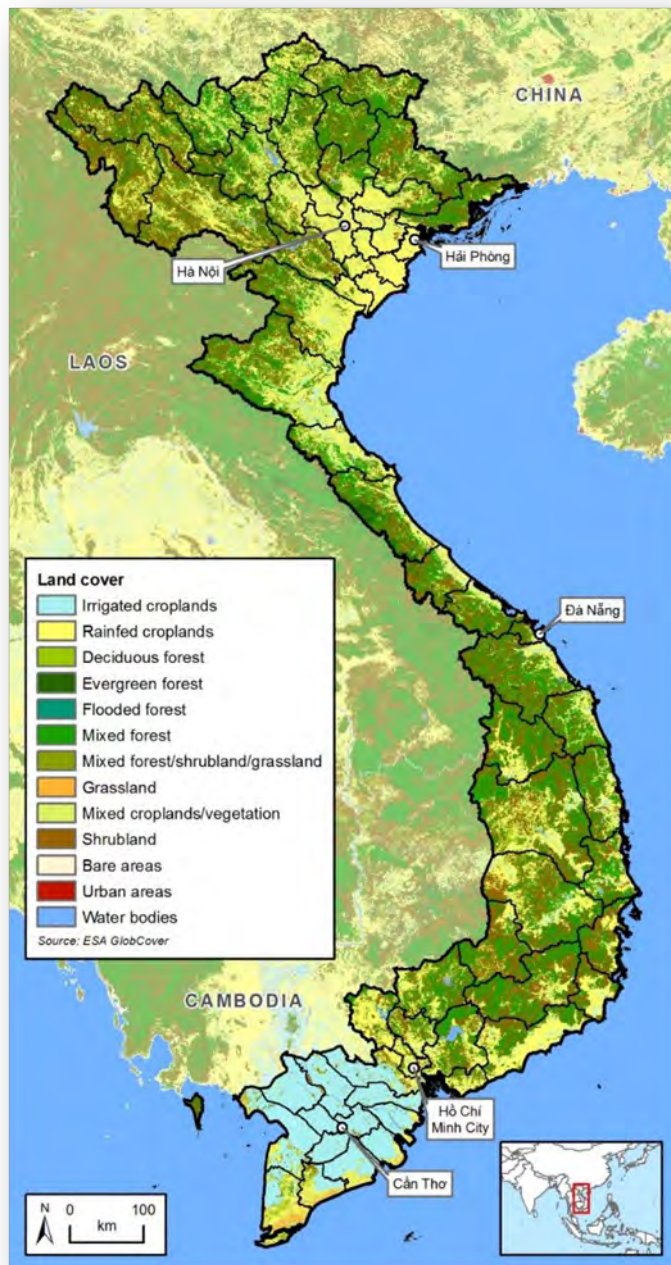 CHINA
Hà Nội
Hải Phòng
LAOS
Land cover
Irrigated croplands
Rainfed croplands
Deciduous forest
Evergreen forest
Flooded forest
Mixed forest
Mixed forest/shrubland/grassland
Grassland
Mixed croplands/vegetation
Shrubland
Bare areas
Urban areas
Water bodies
Source: ESA GlobCover
Đà Nẵng
CAMBODIA
Hồ Chí
Minh City
Cần Thơ
N 0 100
km